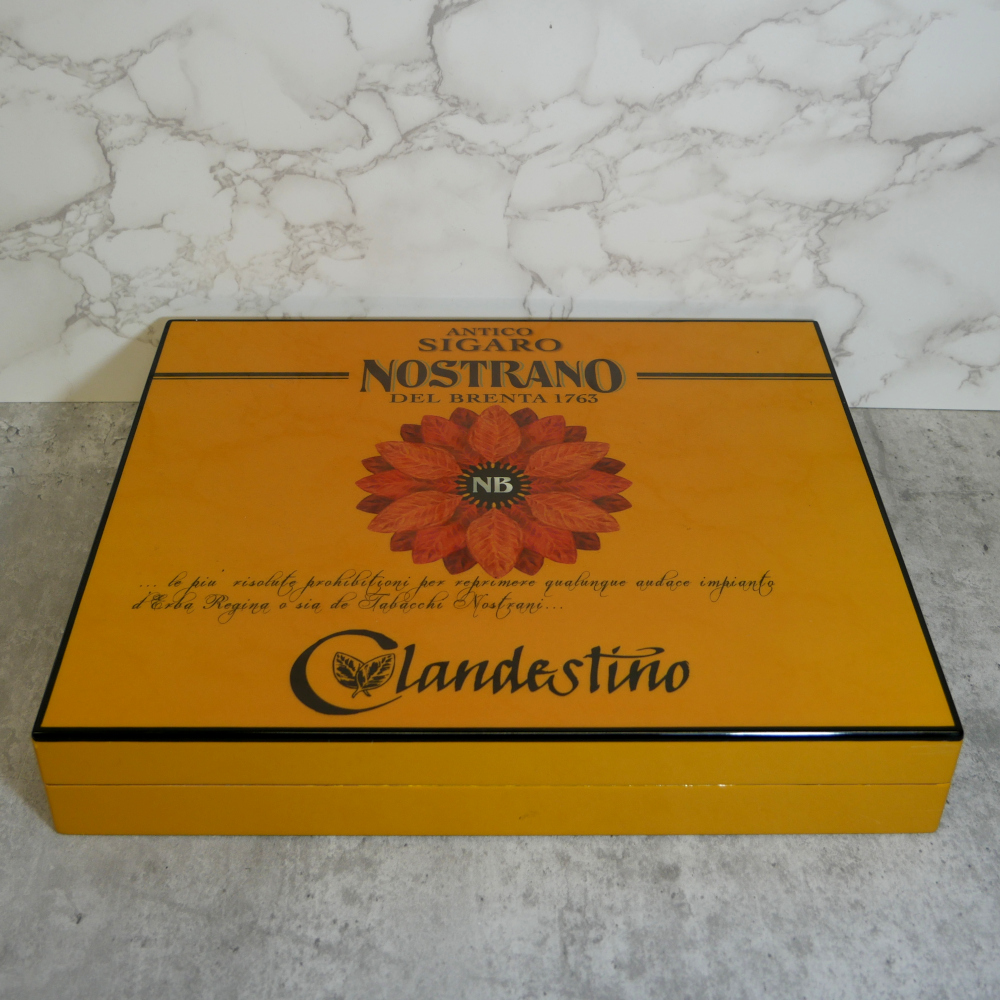 ANTICO
SIGARO
NOSTRANO
DEL BRENTA 1763
NB
... le piu' risolute prohibitioni per reprimere qualunque audace impianto
d'Erba Regina o sia de Tabacchi Nostrani...
Clandestino